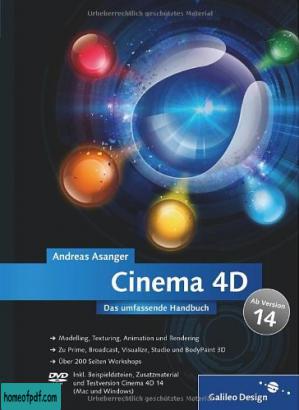 Urheberrechtlich geschütztes Material
Andreas Asanger
Cinema 4D
Das umfassende Handbuch
Ab Version
14
Modelling, Texturing, Animation und Rendering
Zu Prime, Broadcast, Visualize, Studio und BodyPaint 3D
Über 200 Seiten Workshops
DVD
Inkl. Beispieldateien, Zusatzmaterial
und Testversion Cinema 4D 14
(Mac und Windows)
Galileo Design
homeofpdf.com
Urheberrechtlich geschütztes Material